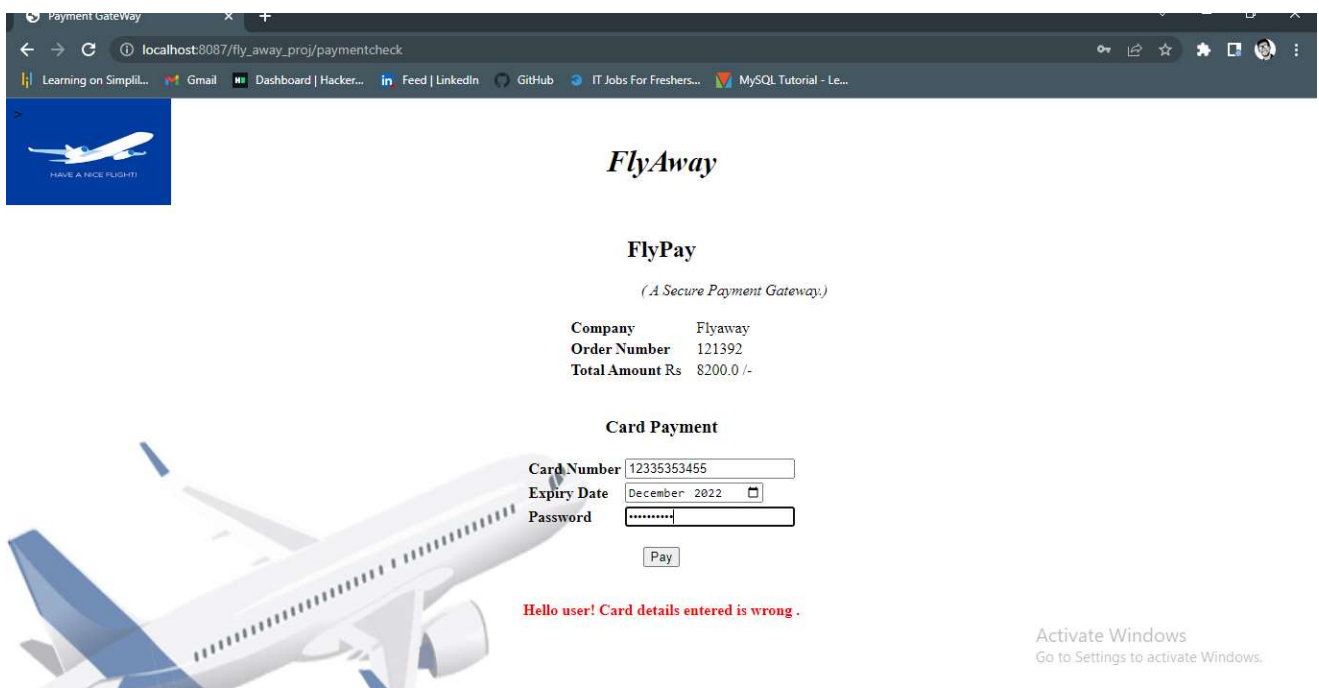 Payment GateWay
localhost:8087/fly_away_proj/paymentcheck
Learning on Simplil... Gmail Dashboard | Hacker... Feed | LinkedIn GitHub IT Jobs For Freshers... MySQL Tutorial - Le...
>
HAVE A NICE FLIGHT!
FlyAway
FlyPay
( A Secure Payment Gateway.)
Company Flyaway
Order Number 121392
Total Amount Rs 8200.0 /-
Card Payment
Card Number 12335353455
Expiry Date December 2022
Password ••••••••••
Pay
Hello user! Card details entered is wrong .
Activate Windows
Go to Settings to activate Windows.